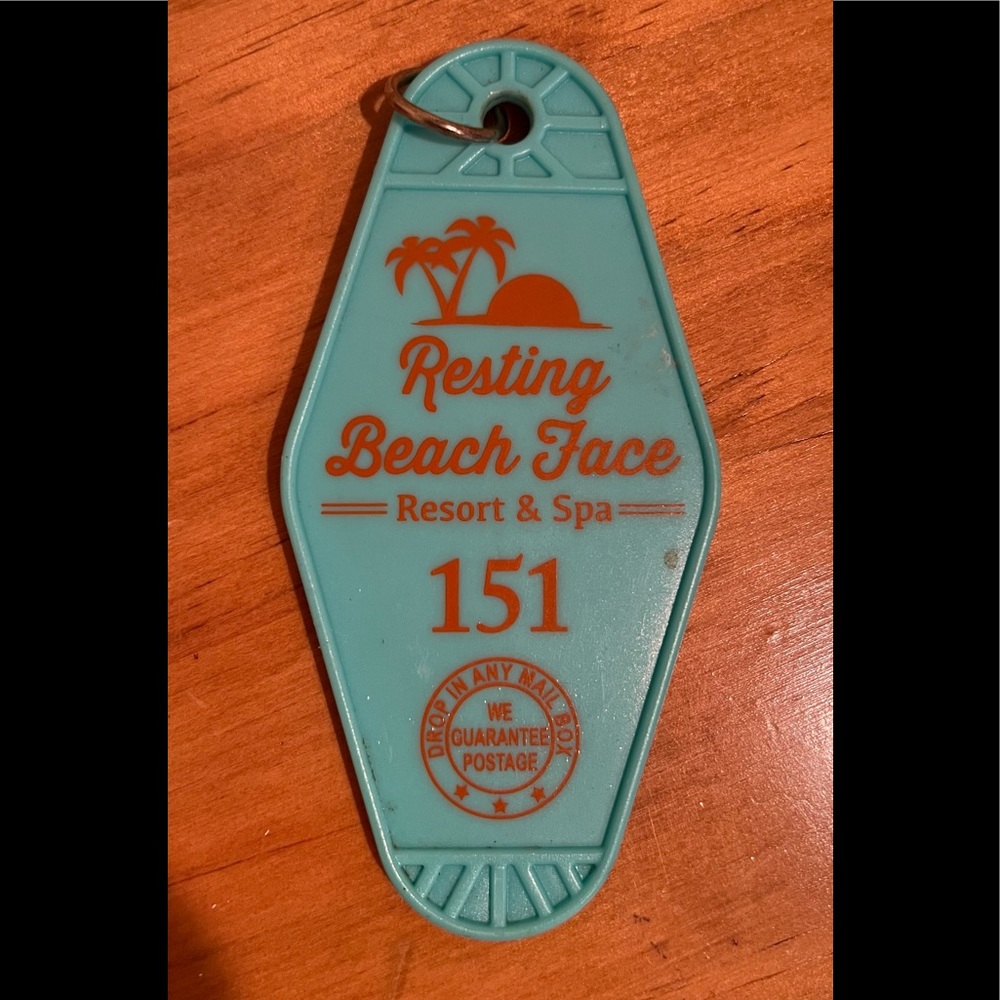 Resting
Beach Face
Resort & Spa
151
DROP IN ANY MAIL BOX
WE
GUARANTEE
POSTAGE